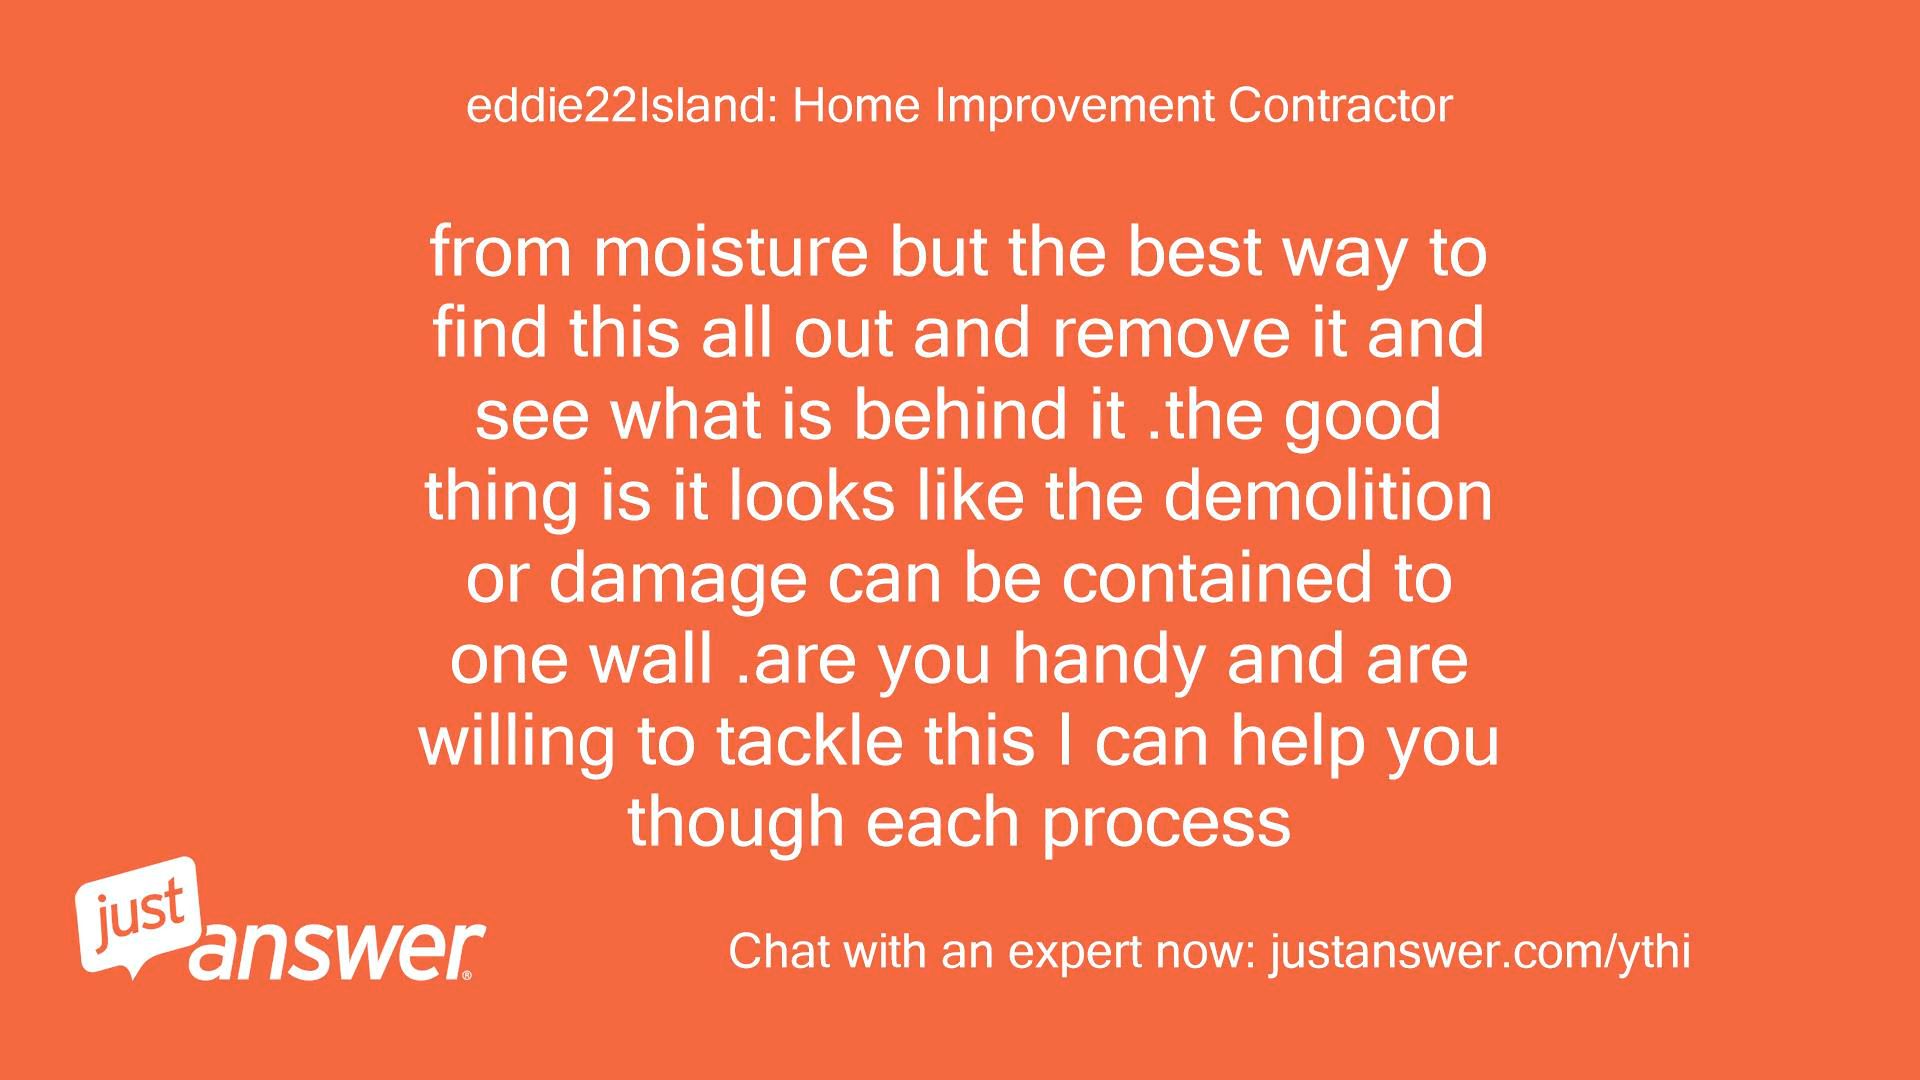 eddie22Island: Home Improvement Contractor
from moisture but the best way to
find this all out and remove it and
see what is behind it .the good
thing is it looks like the demolition
or damage can be contained to
one wall .are you handy and are
willing to tackle this I can help you
though each process
just
answer®
Chat with an expert now: justanswer.com/ythi